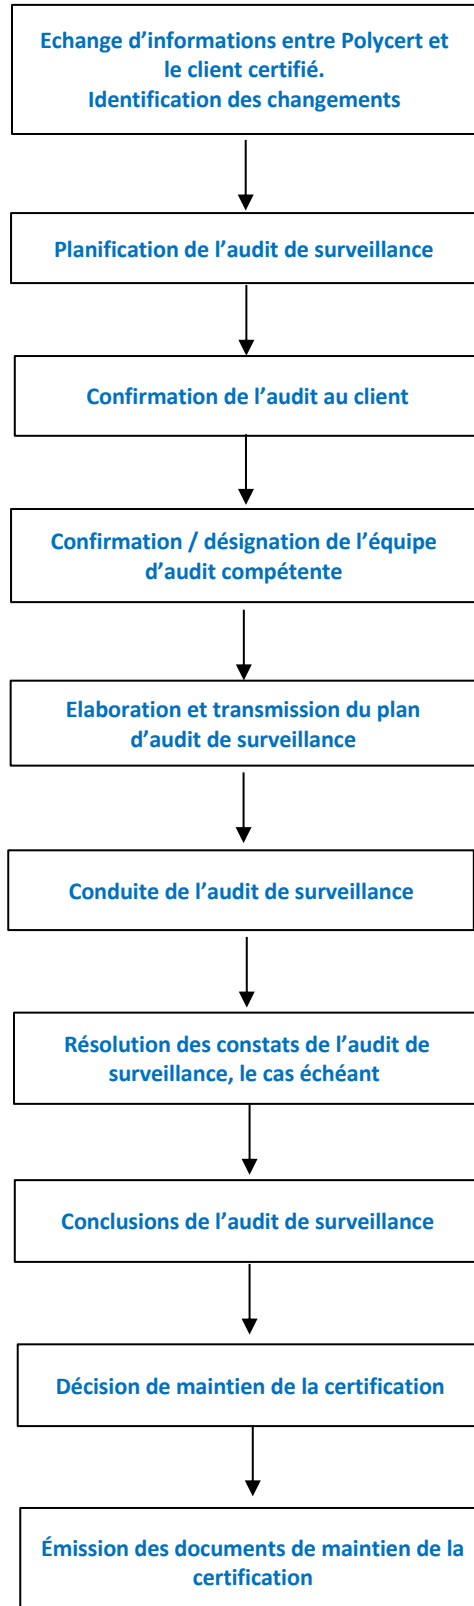 Echange d’informations entre Polycert et
le client certifié.
Identification des changements
Planification de l’audit de surveillance
Confirmation de l’audit au client
Confirmation / désignation de l’équipe
d’audit compétente
Elaboration et transmission du plan
d’audit de surveillance
Conduite de l’audit de surveillance
Résolution des constats de l’audit de
surveillance, le cas échéant
Conclusions de l’audit de surveillance
Décision de maintien de la certification
Émission des documents de maintien de la
certification